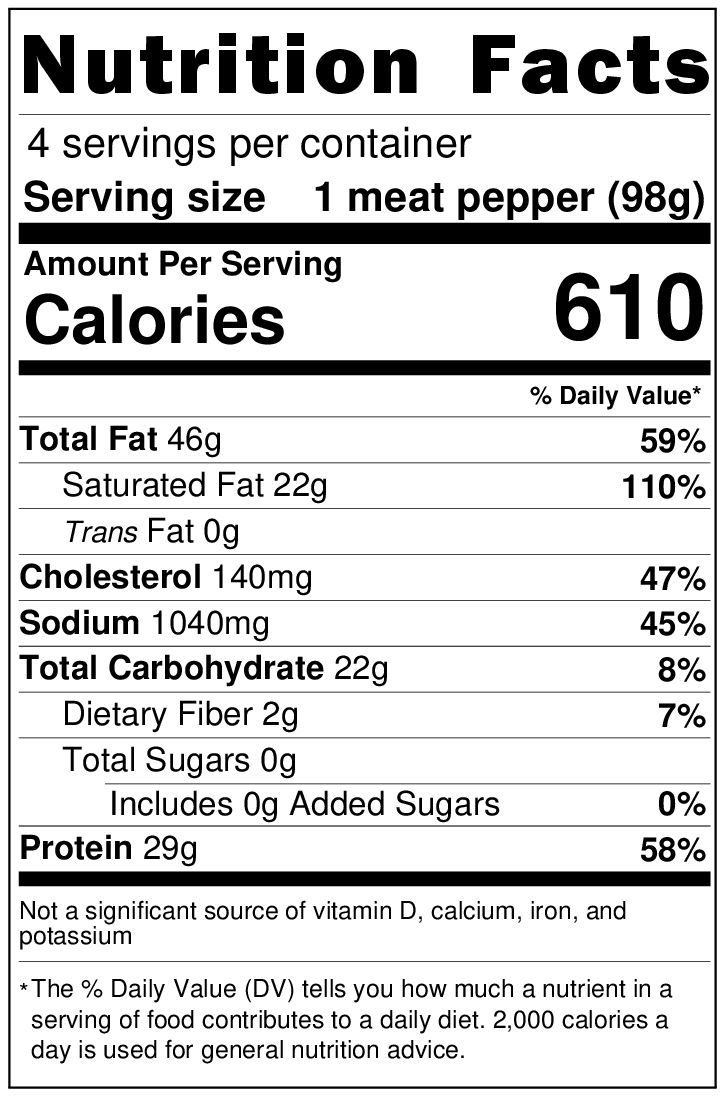 Nutrition Facts
4 servings per container
Serving size 1 meat pepper (98g)
Amount Per Serving
Calories 610
% Daily Value*
Total Fat 46g 59%
Saturated Fat 22g 110%
Trans Fat 0g
Cholesterol 140mg 47%
Sodium 1040mg 45%
Total Carbohydrate 22g 8%
Dietary Fiber 2g 7%
Total Sugars 0g
Includes 0g Added Sugars 0%
Protein 29g 58%
Not a significant source of vitamin D, calcium, iron, and
potassium
*The % Daily Value (DV) tells you how much a nutrient in a
serving of food contributes to a daily diet. 2,000 calories a
day is used for general nutrition advice.